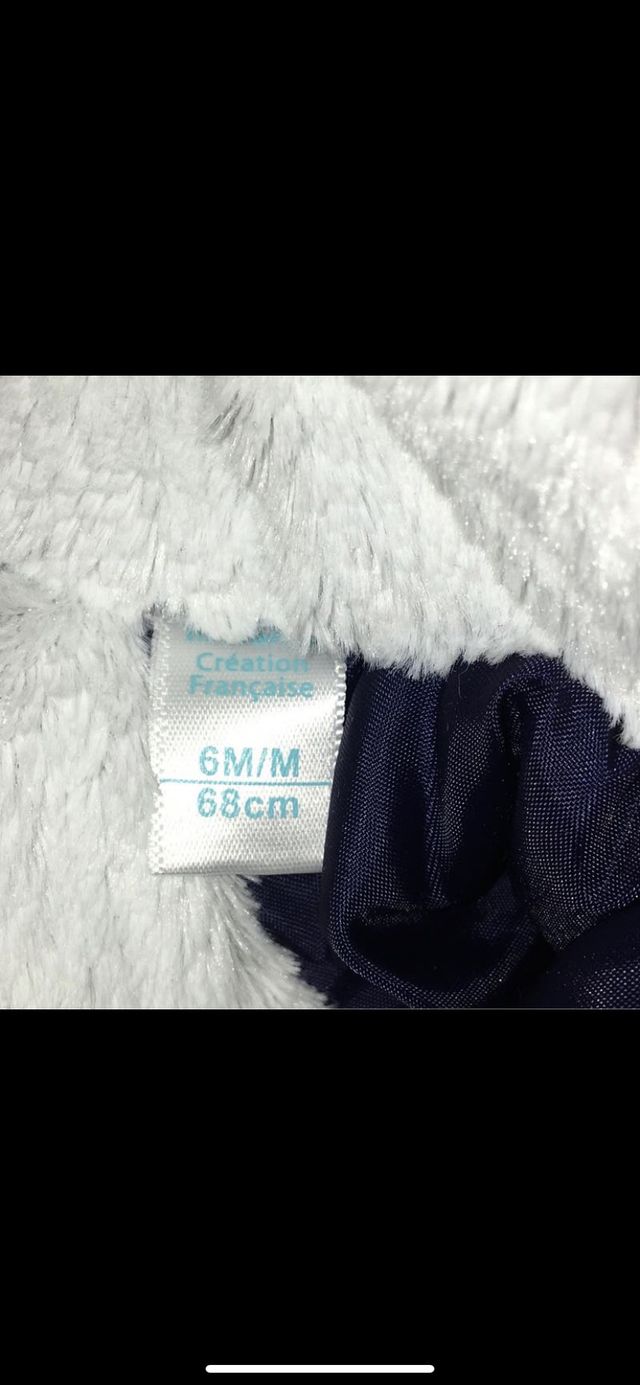 Création
Française
6M/M
68cm